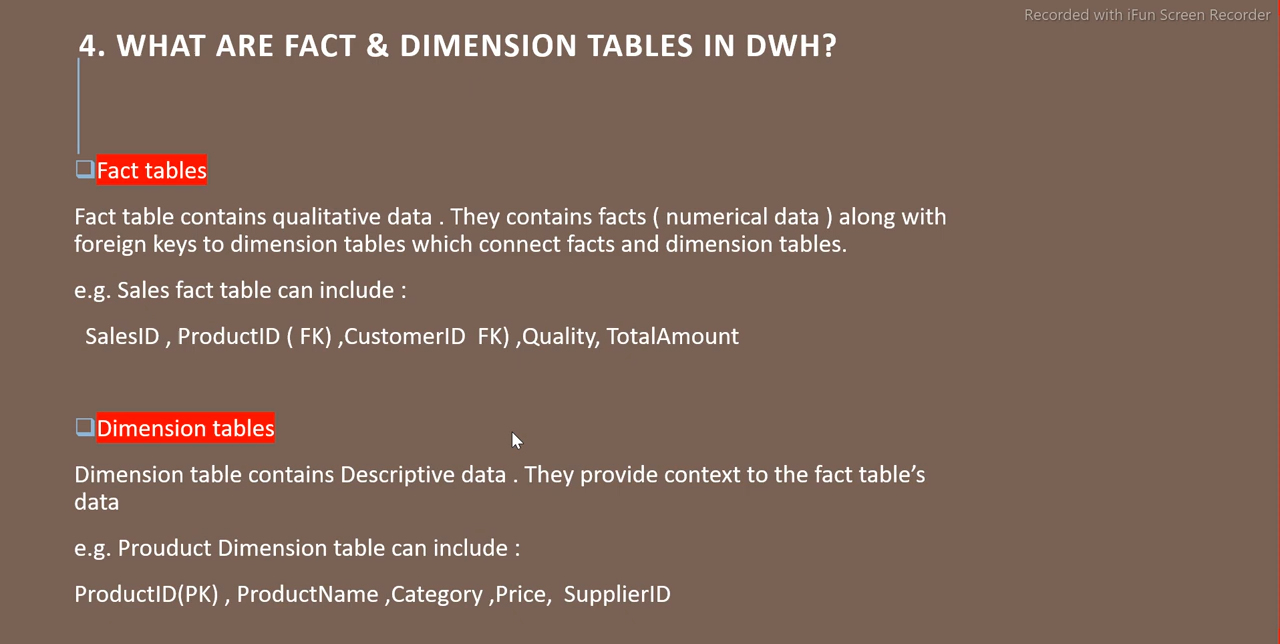 Recorded with iFun Screen Recorder
4. WHAT ARE FACT & DIMENSION TABLES IN DWH?
Fact tables
Fact table contains qualitative data . They contains facts ( numerical data ) along with
foreign keys to dimension tables which connect facts and dimension tables.
e.g. Sales fact table can include :
SalesID , ProductID ( FK) ,CustomerID  FK) ,Quality, TotalAmount
Dimension tables
Dimension table contains Descriptive data . They provide context to the fact table’s
data
e.g. Prouduct Dimension table can include :
ProductID(PK) , ProductName ,Category ,Price,  SupplierID